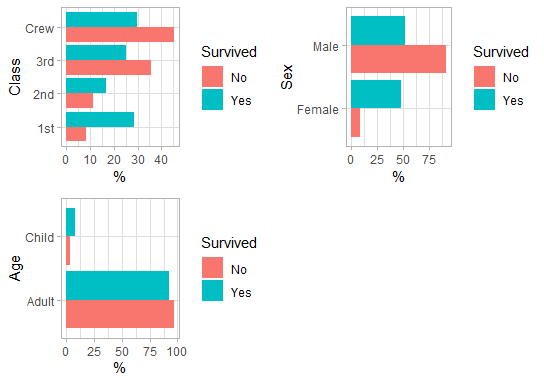 Class
Crew
3rd
2nd
1st
0 10 20 30 40
%
Survived
No
Yes
Sex
Male
Female
0 25 50 75
%
Survived
No
Yes
Age
Child
Adult
0 25 50 75 100
%
Survived
No
Yes